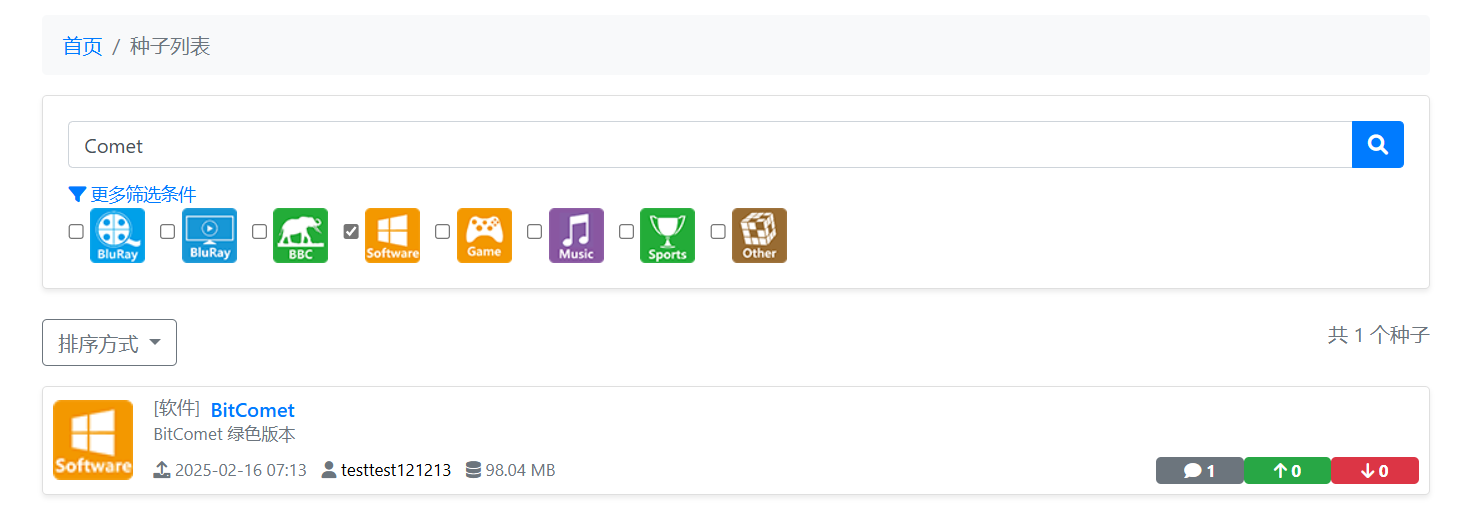 首页 / 种子列表
Comet
更多筛选条件
BluRay BluRay BBC Software Game Music Sports Other
排序方式
共 1 个种子
[软件] BitComet
BitComet 绿色版本
Software
2025-02-16 07:13 testtest121213 98.04 MB
1 0 0